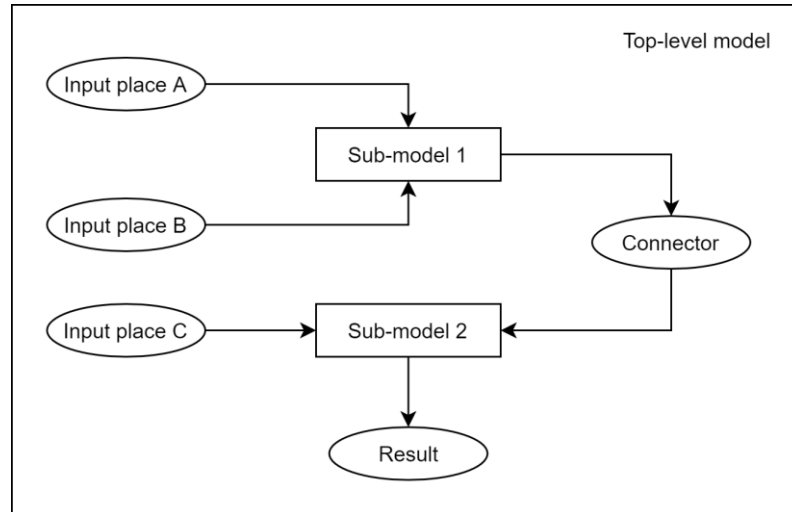 Top-level model
Input place A
Sub-model 1
Input place B
Connector
Input place C
Sub-model 2
Result